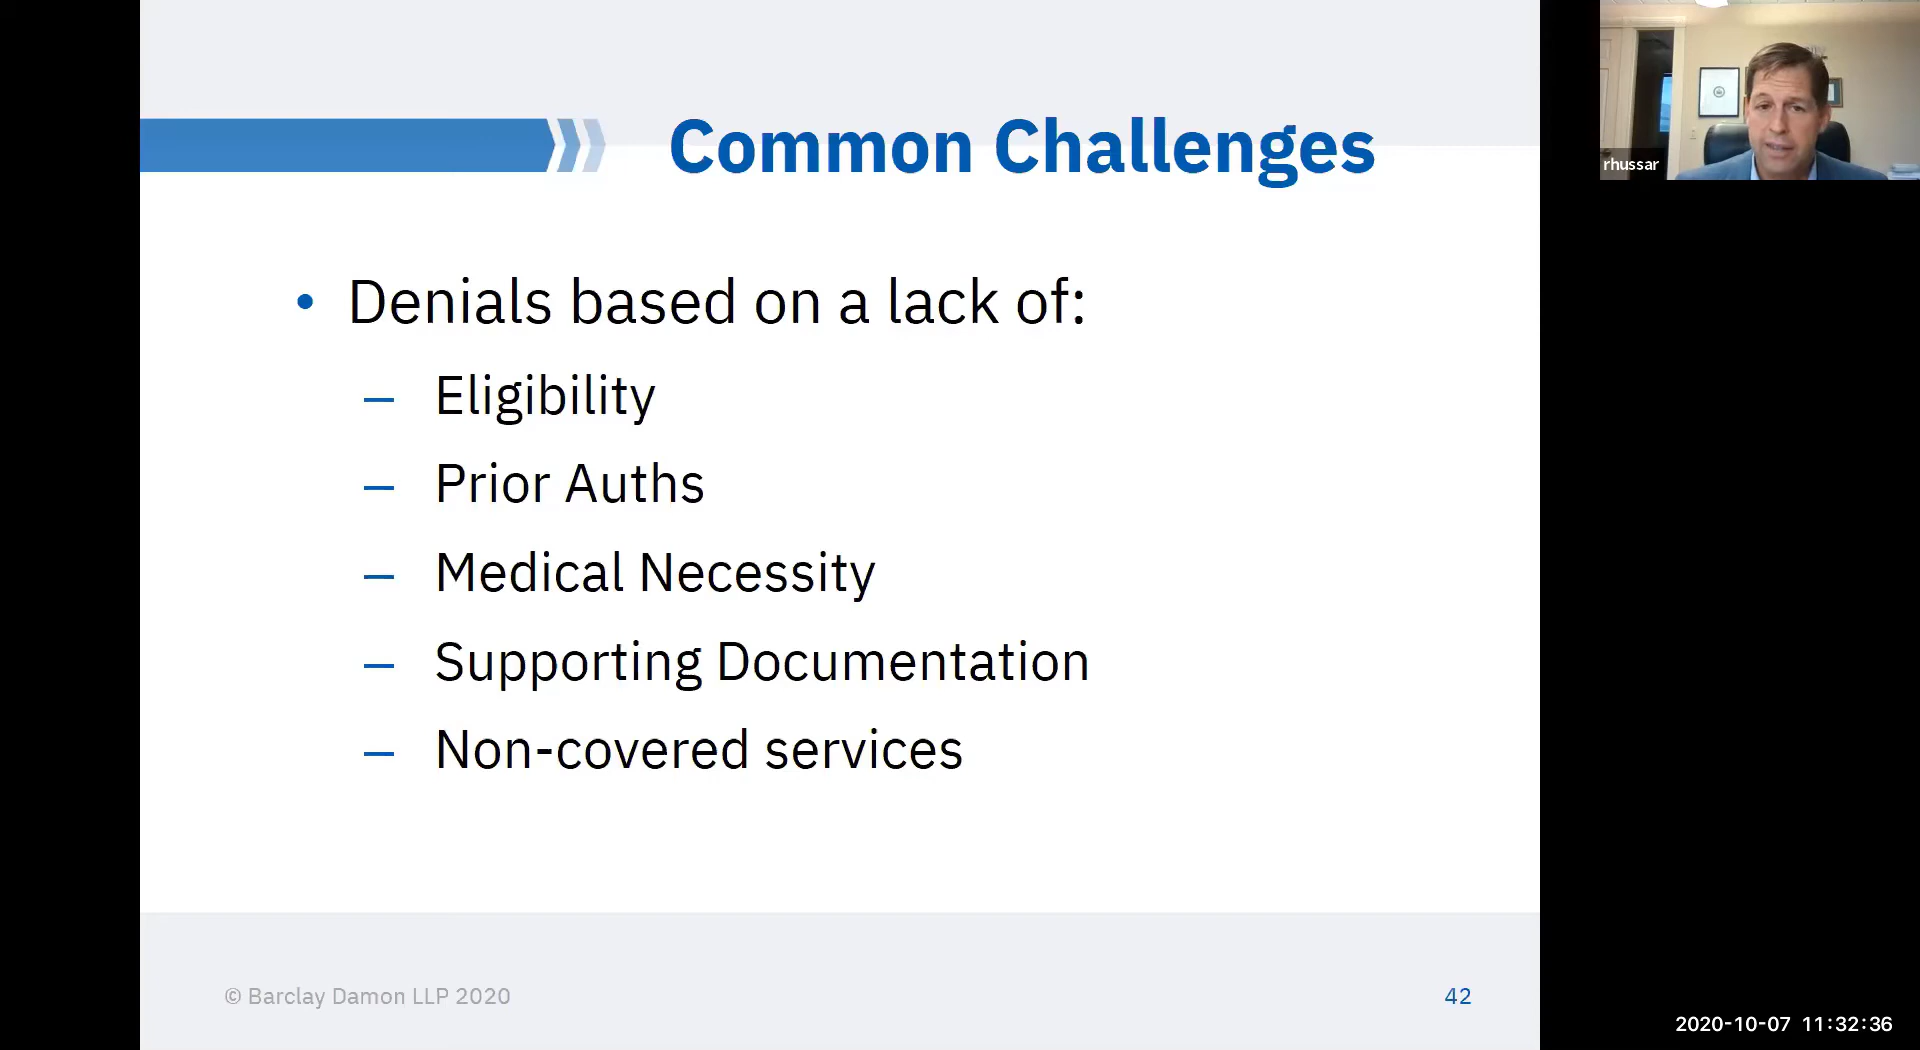 Common Challenges
• Denials based on a lack of:
– Eligibility
– Prior Auths
– Medical Necessity
– Supporting Documentation
– Non-covered services
© Barclay Damon LLP 2020
42
rhussar
2020-10-07 11:32:36